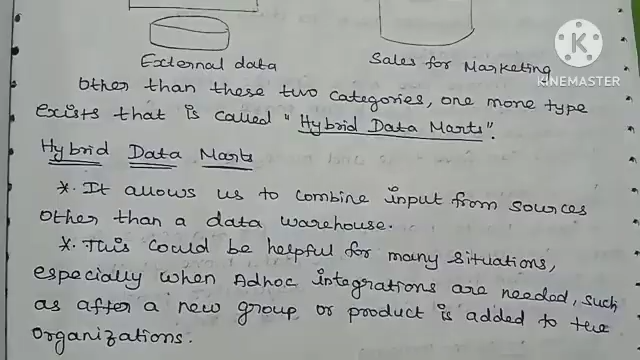 External data
Sales for Marketing
KINEMASTER
Other than these two categories, one more type
exists that is called "Hybrid Data Marts".
Hybrid Data Marts
*. It allows us to combine input from sources
other than a data warehouse.
*. This could be helpful for many situations,
especially when Adhoc integrations are needed, such
as after a new group or product is added to the
organizations.